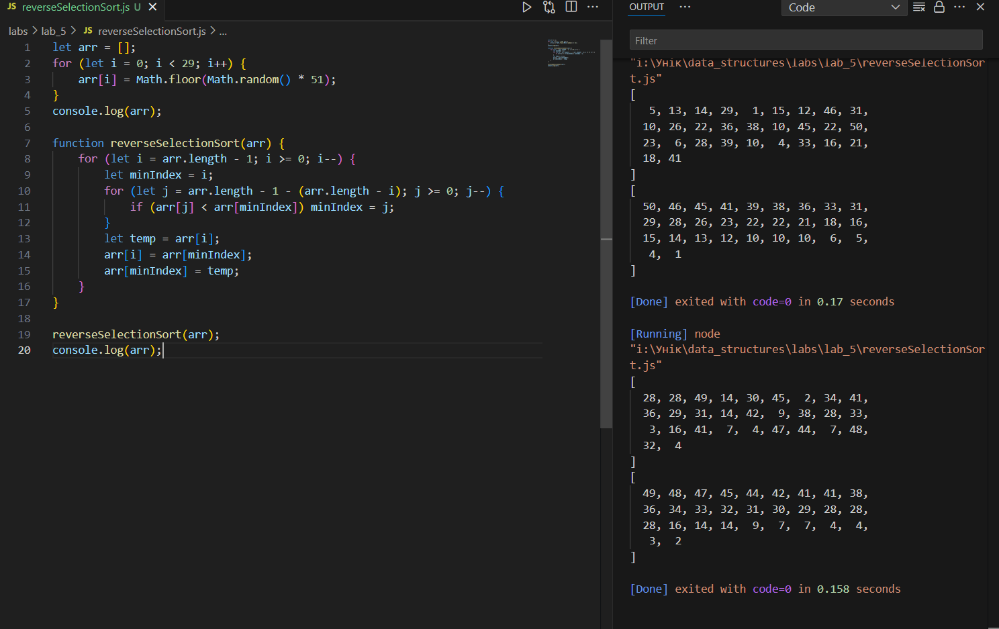 JS reverseSelectionSort.js U
labs > lab_5 > JS reverseSelectionSort.js > ...
1 let arr = [];
2 for (let i = 0; i < 29; i++) {
3 arr[i] = Math.floor(Math.random() * 51);
4 }
5 console.log(arr);
6
7 function reverseSelectionSort(arr) {
8 for (let i = arr.length - 1; i >= 0; i--) {
9 let minIndex = i;
10 for (let j = arr.length - 1 - (arr.length - i); j >= 0; j--) {
11 if (arr[j] < arr[minIndex]) minIndex = j;
12 }
13 let temp = arr[i];
14 arr[i] = arr[minIndex];
15 arr[minIndex] = temp;
16 }
17 }
18
19 reverseSelectionSort(arr);
20 console.log(arr);
OUTPUT ...
Code
Filter
"i:\Унік\data_structures\labs\lab_5\reverseSelectionSor
t.js"
[
5, 13, 14, 29, 1, 15, 12, 46, 31,
10, 26, 22, 36, 38, 10, 45, 22, 50,
23, 6, 28, 39, 10, 4, 33, 16, 21,
18, 41
]
[
50, 46, 45, 41, 39, 38, 36, 33, 31,
29, 28, 26, 23, 22, 22, 21, 18, 16,
15, 14, 13, 12, 10, 10, 10, 6, 5,
4, 1
]
[Done] exited with code=0 in 0.17 seconds
[Running] node
"i:\Унік\data_structures\labs\lab_5\reverseSelectionSor
t.js"
[
28, 28, 49, 14, 30, 45, 2, 34, 41,
36, 29, 31, 14, 42, 9, 38, 28, 33,
3, 16, 41, 7, 4, 47, 44, 7, 48,
32, 4
]
[
49, 48, 47, 45, 44, 42, 41, 41, 38,
36, 34, 33, 32, 31, 30, 29, 28, 28,
28, 16, 14, 14, 9, 7, 7, 4, 4,
3, 2
]
[Done] exited with code=0 in 0.158 seconds